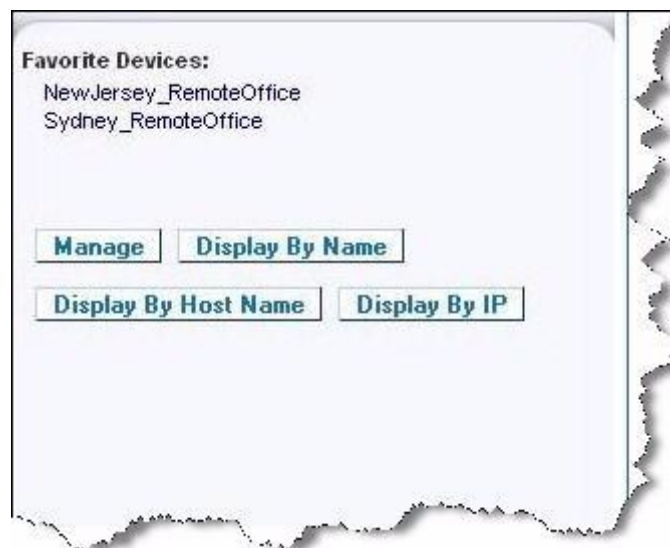 Favorite Devices:
NewJersey_RemoteOffice
Sydney_RemoteOffice
Manage Display By Name
Display By Host Name Display By IP